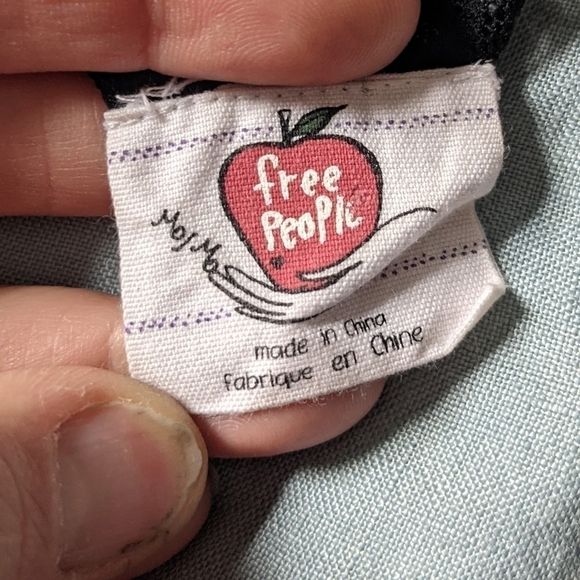 free
PEOPLE
M/M
made in China
fabrique en Chine